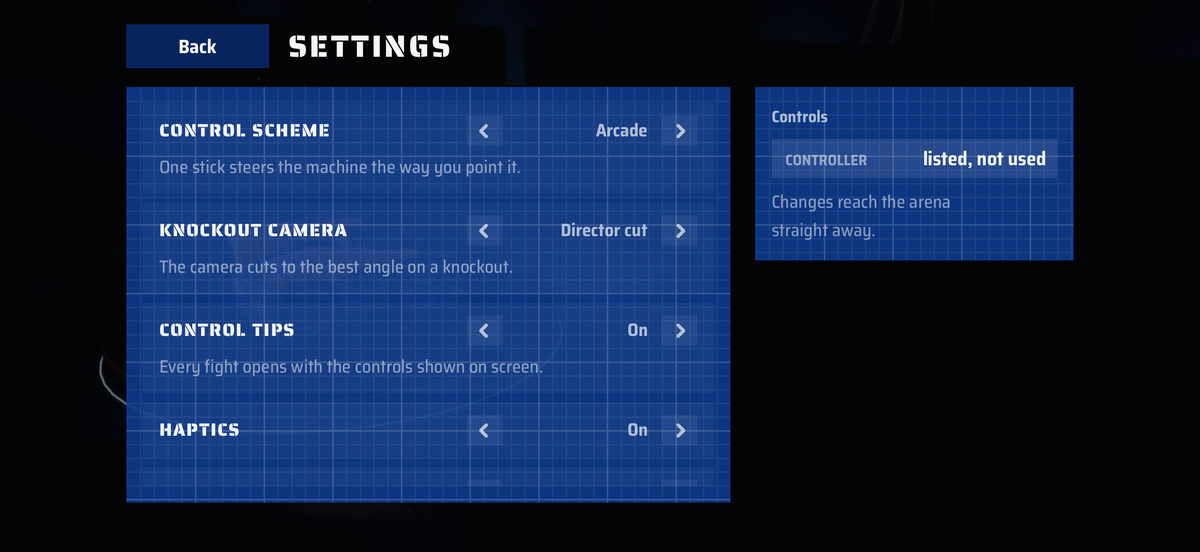 Back
SETTINGS
CONTROL SCHEME
Arcade
One stick steers the machine the way you point it.
KNOCKOUT CAMERA
Director cut
The camera cuts to the best angle on a knockout.
CONTROL TIPS
On
Every fight opens with the controls shown on screen.
HAPTICS
On
Controls
CONTROLLER
listed, not used
Changes reach the arena
straight away.